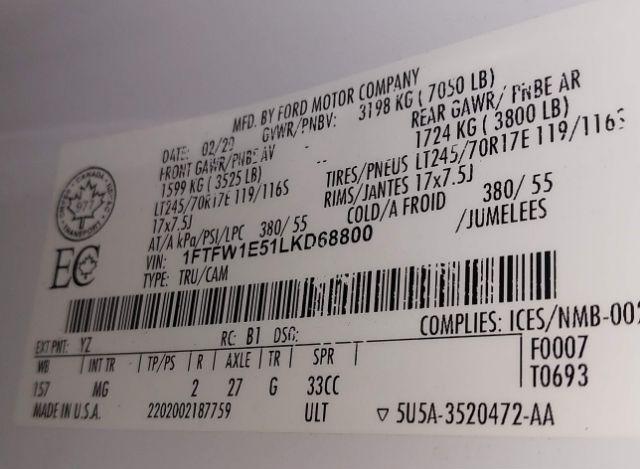 MFD. BY FORD MOTOR COMPANY
DATE: 02/20 GVWR/PNBV: 3198 KG ( 7050 LB)
FRONT GAWR/PNBE AV REAR GAWR/ PNBE AR
1599 KG ( 3525 LB) 1724 KG ( 3800 LB)
LT245/70R17E 119/116S TIRES/PNEUS LT245/70R17E 119/116S
17x7.5J RIMS/JANTES 17x7.5J
AT/A kPa/PSI/LPC 380/ 55 COLD/A FROID 380/ 55
VIN: 1FTFW1E51LKD68800 /JUMELEES
TYPE: TRU/CAM
CANADA
977
TRANSPORT
EC
COMPLIES: ICES/NMB-002
EXT PNT: YZ RC: B1 DSO: F0007
WB INT TR TP/PS R AXLE TR SPR T0693
157 MG 2 27 G 33CC
MADE IN U.S.A. 2202002187759 ULT ▽ 5U5A-3520472-AA